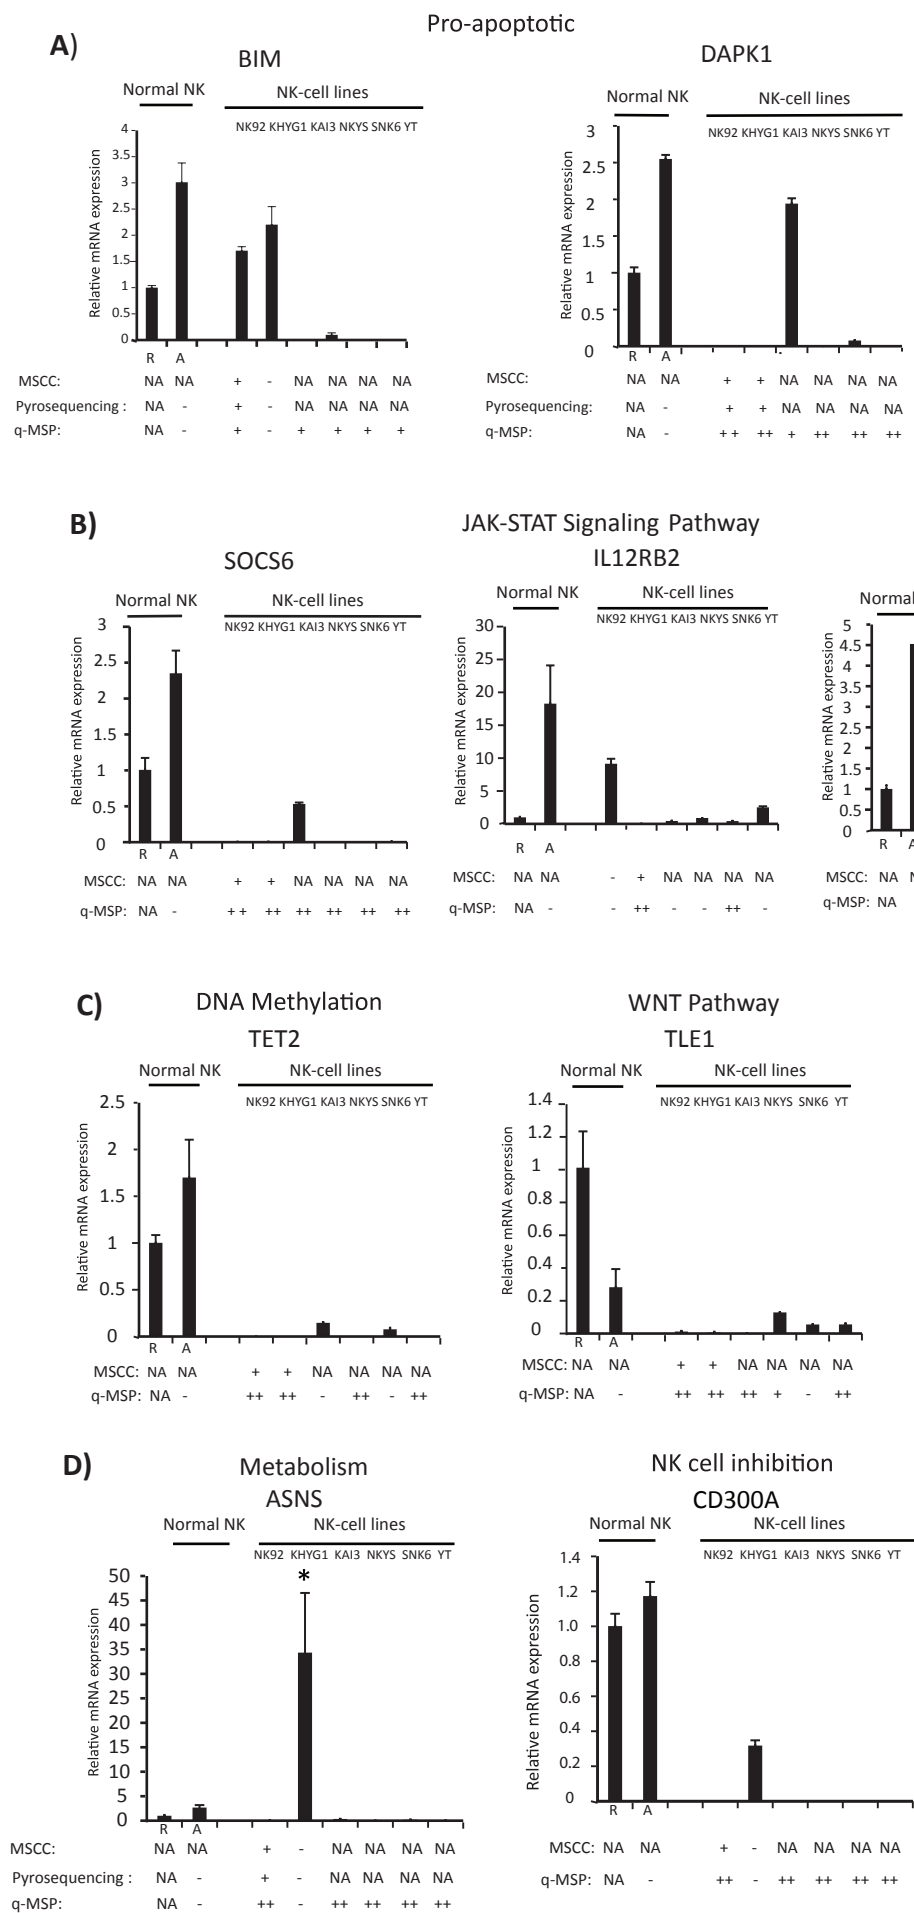 Pro-apoptotic
A)
BIM
DAPK1
Normal NK NK-cell lines
Normal NK NK-cell lines
NK92 KHYG1 KAI3 NKYS SNK6 YT
NK92 KHYG1 KAI3 NKYS SNK6 YT
Relative mRNA expression
4
3.5
3
2.5
2
1.5
1
0.5
0
R A
Relative mRNA expression
3
2.5
2
1.5
1
0.5
0
R A
MSCC: NA NA + - NA NA NA NA
Pyrosequencing : NA - + - NA NA NA NA
q-MSP: NA - + - + + + +
MSCC: NA NA + + NA NA NA NA
Pyrosequencing: NA - + + NA NA NA NA
q-MSP: NA - ++ ++ + ++ ++ ++
B)
JAK-STAT Signaling Pathway
SOCS6
IL12RB2
Normal NK NK-cell lines
Normal NK NK-cell lines
Normal
NK92 KHYG1 KAI3 NKYS SNK6 YT
NK92 KHYG1 KAI3 NKYS SNK6 YT
Relative mRNA expression
3
2.5
2
1.5
1
0.5
0
R A
Relative mRNA expression
30
25
20
15
10
5
0
R A
Relative mRNA expression
5
4.5
4
3.5
3
2.5
2
1.5
1
0.5
0
R A
MSCC: NA NA + + NA NA NA NA
q-MSP: NA - ++ ++ ++ ++ ++ ++
MSCC: NA NA - + NA NA NA NA
q-MSP: NA - - ++ - - ++ -
MSCC: NA N
q-MSP: NA
C)
DNA Methylation
WNT Pathway
TET2
TLE1
Normal NK NK-cell lines
Normal NK NK-cell lines
NK92 KHYG1 KAI3 NKYS SNK6 YT
NK92 KHYG1 KAI3 NKYS SNK6 YT
Relative mRNA expression
2.5
2
1.5
1
0.5
0
R A
Relative mRNA expression
1.4
1.2
1
0.8
0.6
0.4
0.2
0
R A
MSCC: NA NA + + NA NA NA NA
q-MSP: NA - ++ ++ - ++ - ++
MSCC: NA NA + + NA NA NA NA
q-MSP: NA - ++ ++ ++ + - ++
D)
Metabolism
NK cell inhibition
ASNS
CD300A
Normal NK NK-cell lines
Normal NK NK-cell lines
NK92 KHYG1 KAI3 NKYS SNK6 YT
NK92 KHYG1 KAI3 NKYS SNK6 YT
*
Relative mRNA expression
50
45
40
35
30
25
20
15
10
5
0
R A
Relative mRNA expression
1.4
1.2
1.0
0.8
0.6
0.4
0.2
0
R A
MSCC: NA NA + - NA NA NA NA
Pyrosequencing : NA - + - NA NA NA NA
q-MSP: NA - ++ - ++ ++ ++ ++
MSCC: NA NA + - NA NA NA NA
q-MSP: NA - ++ - ++ ++ ++ ++